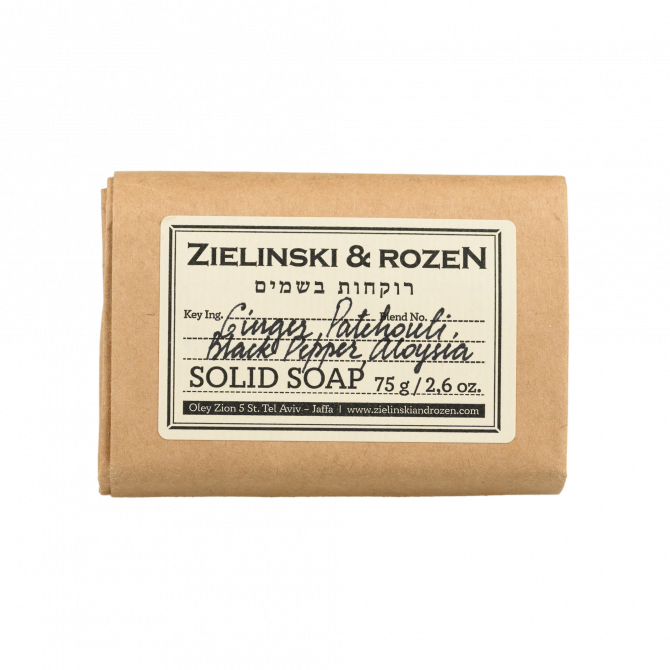 ZIELINSKI & ROZEN
רוקחות בשמים
Key Ing. Ginger, Patchouli, Blend No.
Black Pepper, Aloysia
SOLID SOAP 75 g / 2,6 oz.
Oley Zion 5 St. Tel Aviv – Jaffa | www.zielinskiandrozen.com